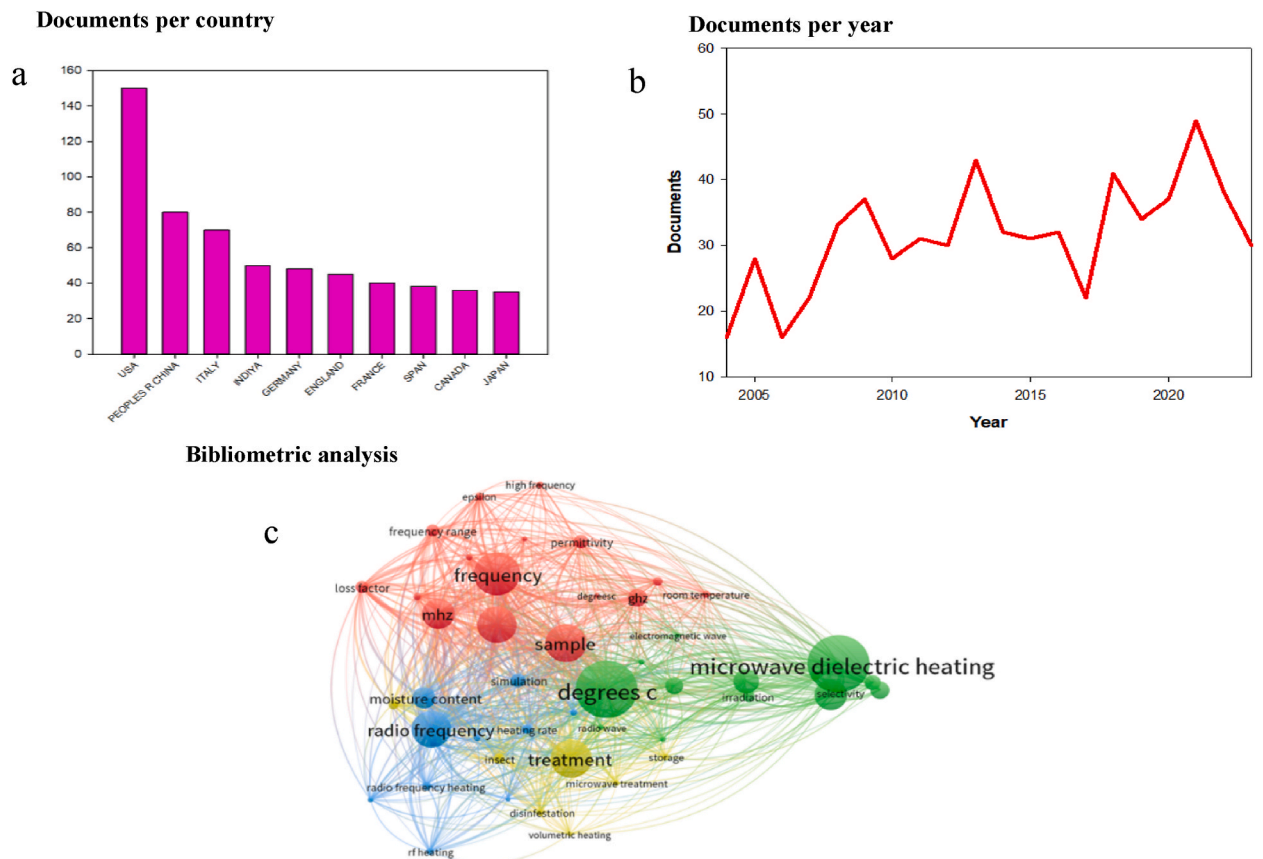 Documents per country
a
160
140
120
100
80
60
40
20
0
USA
PEOPLES R CHINA
ITALY
INDIYA
GERMANY
ENGLAND
FRANCE
SPAN
CANADA
JAPAN
Documents per year
b
60
50
40
30
20
10
Documents
2005
2010
2015
2020
Year
Bibliometric analysis
c
high frequency
epsilon
frequency range
permittivity
frequency
loss factor
degreesc
ghz
room temperature
mhz
electromagnetic wave
sample
microwave dielectric heating
simulation
degrees c
moisture content
irradiation
selectivity
radio frequency
heating rate
radio wave
insect
treatment
storage
radio frequency heating
microwave treatment
disinfestation
volumetric heating
rf heating